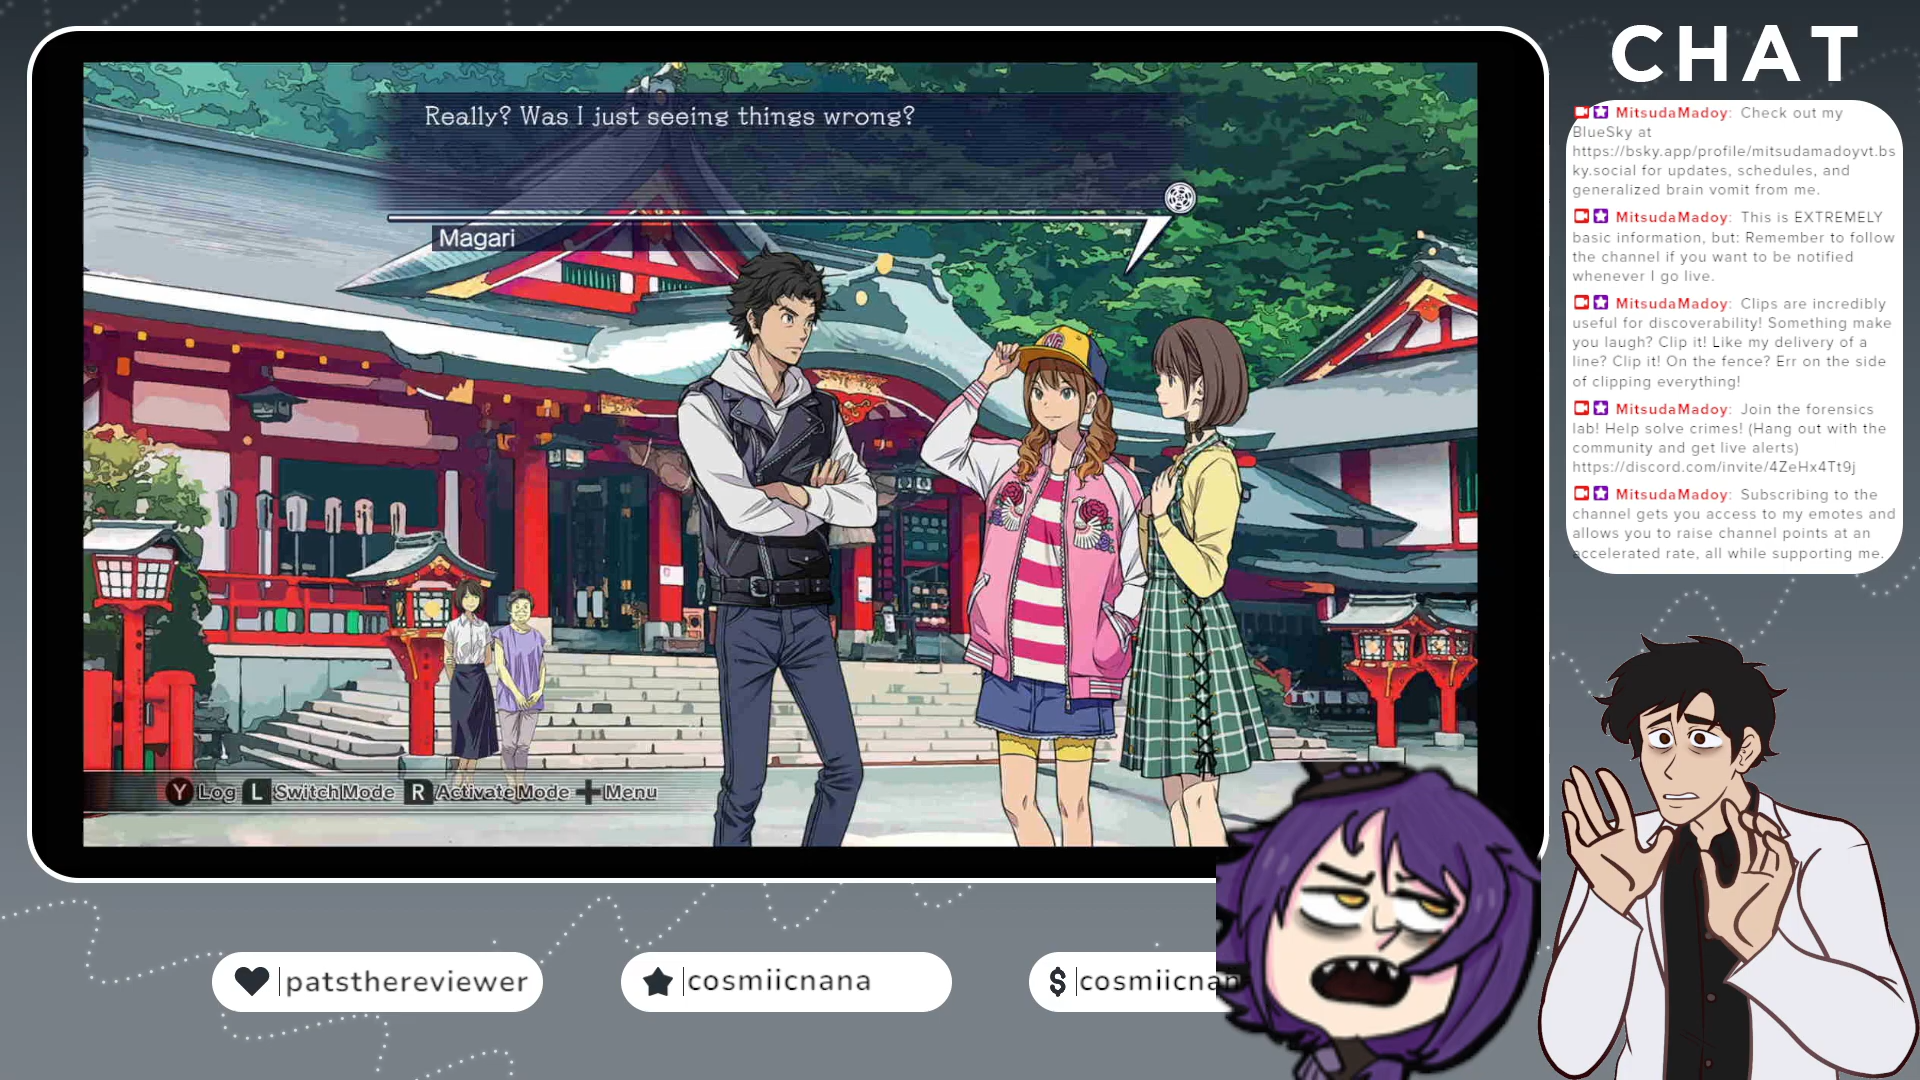 CHAT
Really? Was I just seeing things wrong?
Magari
MitsudaMadoy: Check out my
BlueSky at
https://bsky.app/profile/mitsudamadoyvt.bs
ky.social for updates, schedules, and
generalized brain vomit from me.
MitsudaMadoy: This is EXTREMELY
basic information, but: Remember to follow
the channel if you want to be notified
whenever I go live.
MitsudaMadoy: Clips are incredibly
useful for discoverability! Something make
you laugh? Clip it! Like my delivery of a
line? Clip it! On the fence? Err on the side
of clipping everything!
MitsudaMadoy: Join the forensics
lab! Help solve crimes! (Hang out with the
community and get live alerts)
https://discord.com/invite/4ZeHx4Tt9j
MitsudaMadoy: Subscribing to the
channel gets you access to my emotes and
allows you to raise channel points at an
accelerated rate, all while supporting me.
Y Log L SwitchMode R ActivateMode Menu
patsthereviewer
cosmiicnana
$ cosmiicnan